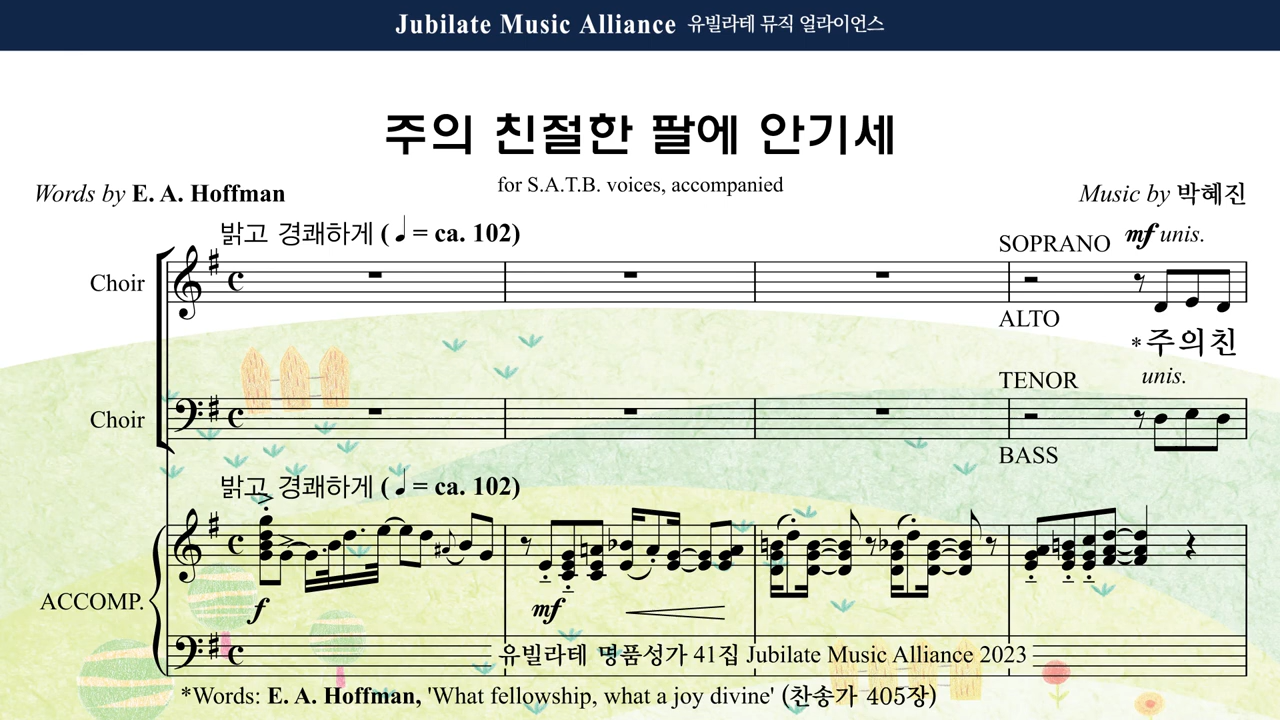 Jubilate Music Alliance 유빌라테 뮤직 얼라이언스
주의 친절한 팔에 안기세
for S.A.T.B. voices, accompanied
Words by E. A. Hoffman
Music by 박혜진
밝고 경쾌하게 (♩ = ca. 102)
SOPRANO mf unis.
Choir
ALTO
*주의친
TENOR unis.
Choir
BASS
밝고 경쾌하게 (♩ = ca. 102)
ACCOMP.
f mf
유빌라테 명품성가 41집 Jubilate Music Alliance 2023
*Words: E. A. Hoffman, 'What fellowship, what a joy divine' (찬송가 405장)